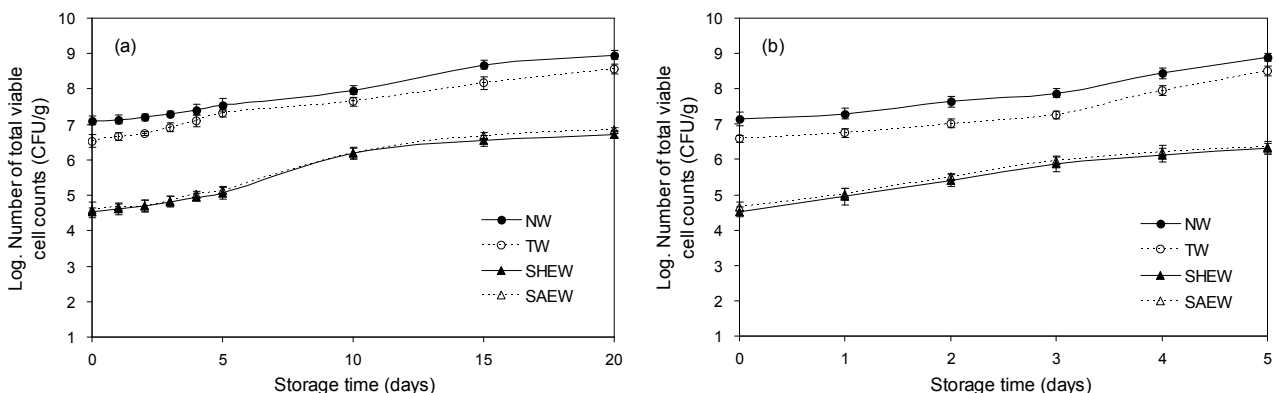 (a)
Log. Number of total viable
cell counts (CFU/g)
10
9
8
7
6
5
4
3
2
1
0
5
10
15
20
Storage time (days)
NW
TW
SHEW
SAEW
(b)
Log. Number of total viable
cell counts (CFU/g)
10
9
8
7
6
5
4
3
2
1
0
1
2
3
4
5
Storage time (days)
NW
TW
SHEW
SAEW